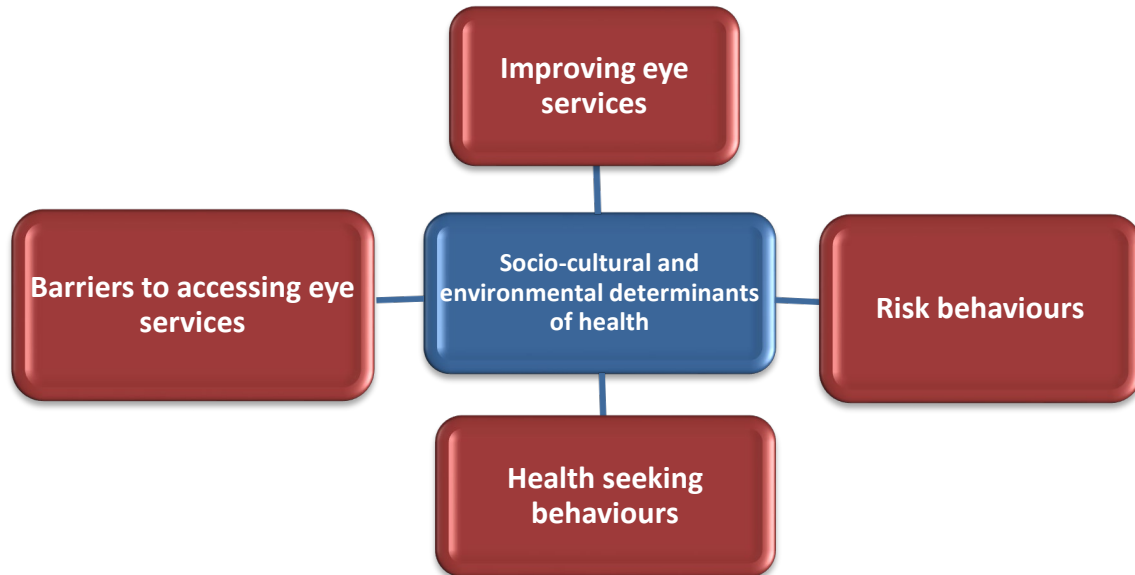 Improving eye
services
Barriers to accessing eye
services
Socio-cultural and
environmental determinants
of health
Risk behaviours
Health seeking
behaviours